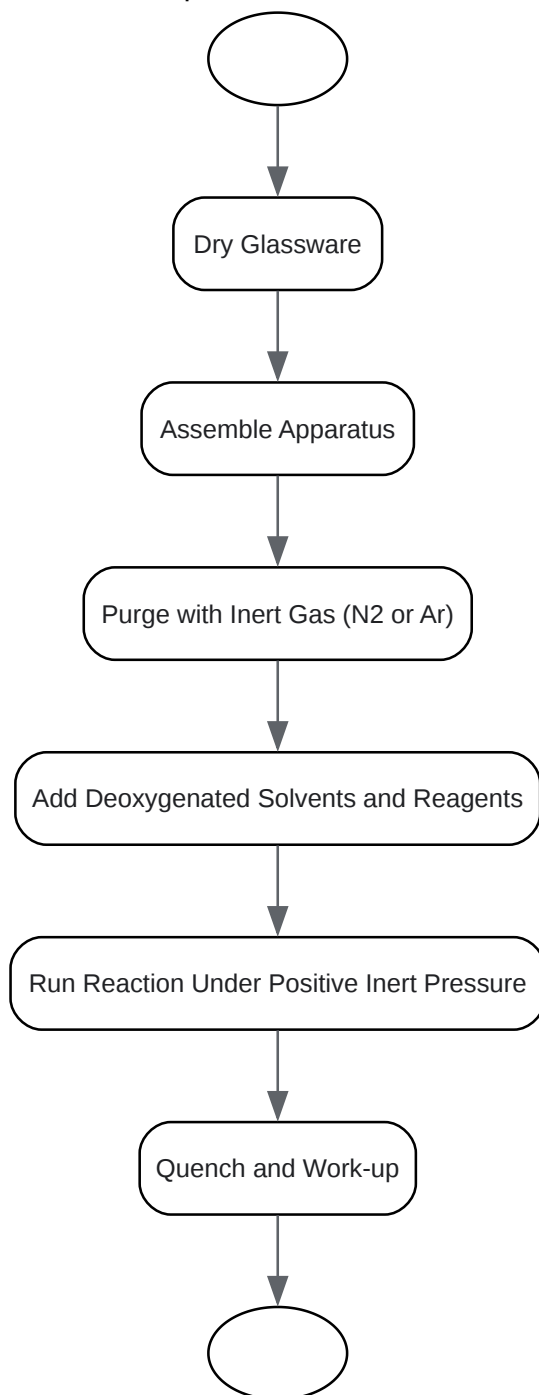 Dry Glassware
Assemble Apparatus
Purge with Inert Gas (N2 or Ar)
Add Deoxygenated Solvents and Reagents
Run Reaction Under Positive Inert Pressure
Quench and Work-up